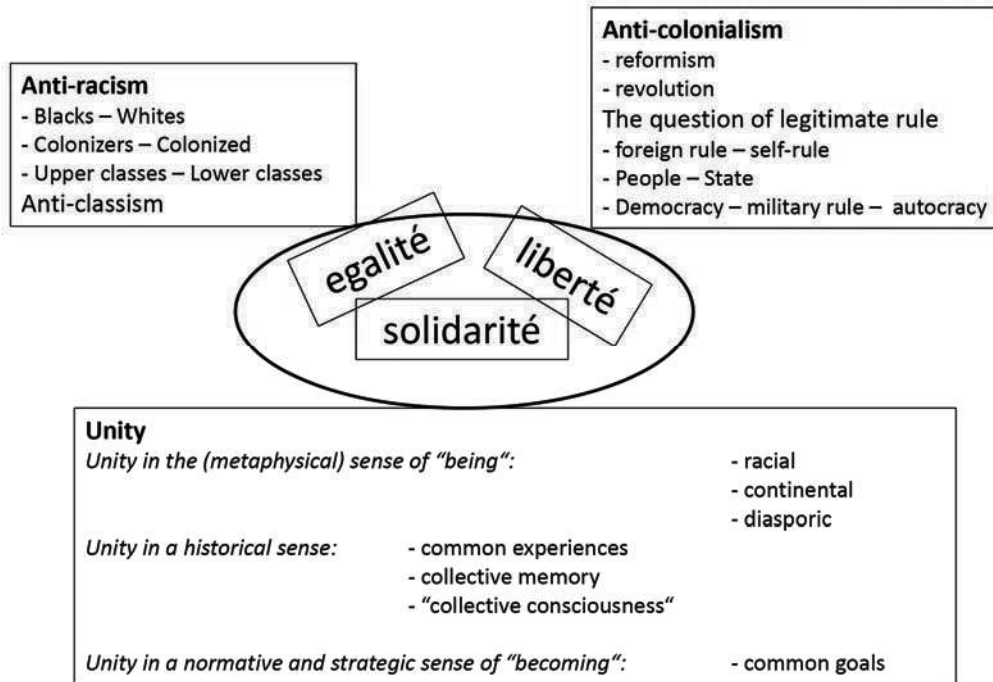 Anti-racism
- Blacks – Whites
- Colonizers – Colonized
- Upper classes – Lower classes
Anti-classism
Anti-colonialism
- reformism
- revolution
The question of legitimate rule
- foreign rule – self-rule
- People – State
- Democracy – military rule – autocracy
egalité
liberté
solidarité
Unity
Unity in the (metaphysical) sense of “being“: - racial
- continental
- diasporic
Unity in a historical sense: - common experiences
- collective memory
- “collective consciousness“
Unity in a normative and strategic sense of “becoming“: - common goals